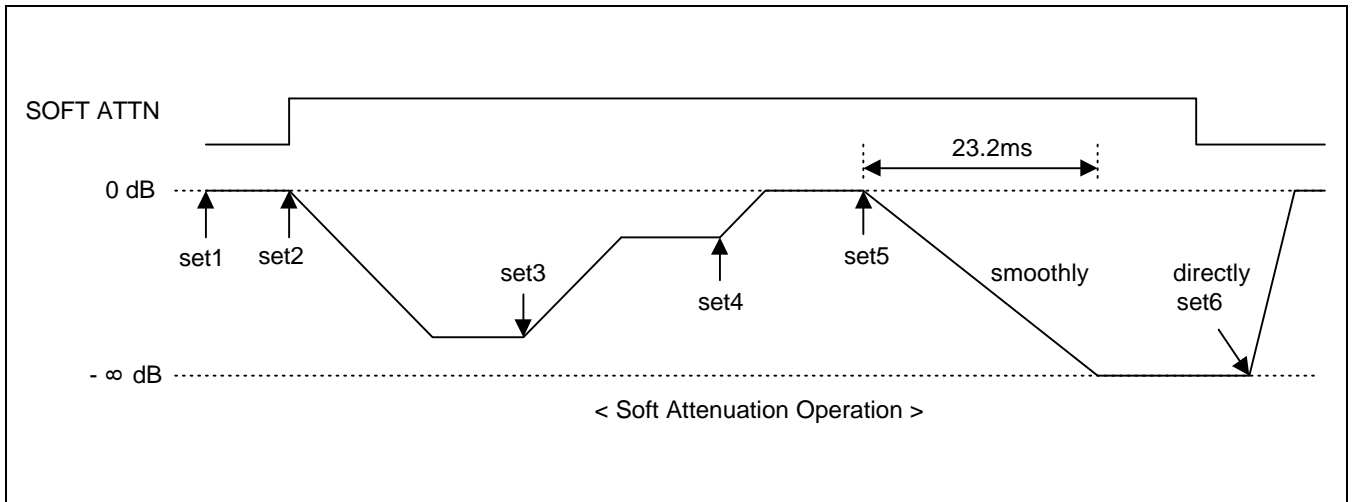 SOFT ATTN
23.2ms
0 dB
set1
set2
set3
set4
set5
smoothly
directly
set6
- ∞ dB
< Soft Attenuation Operation >